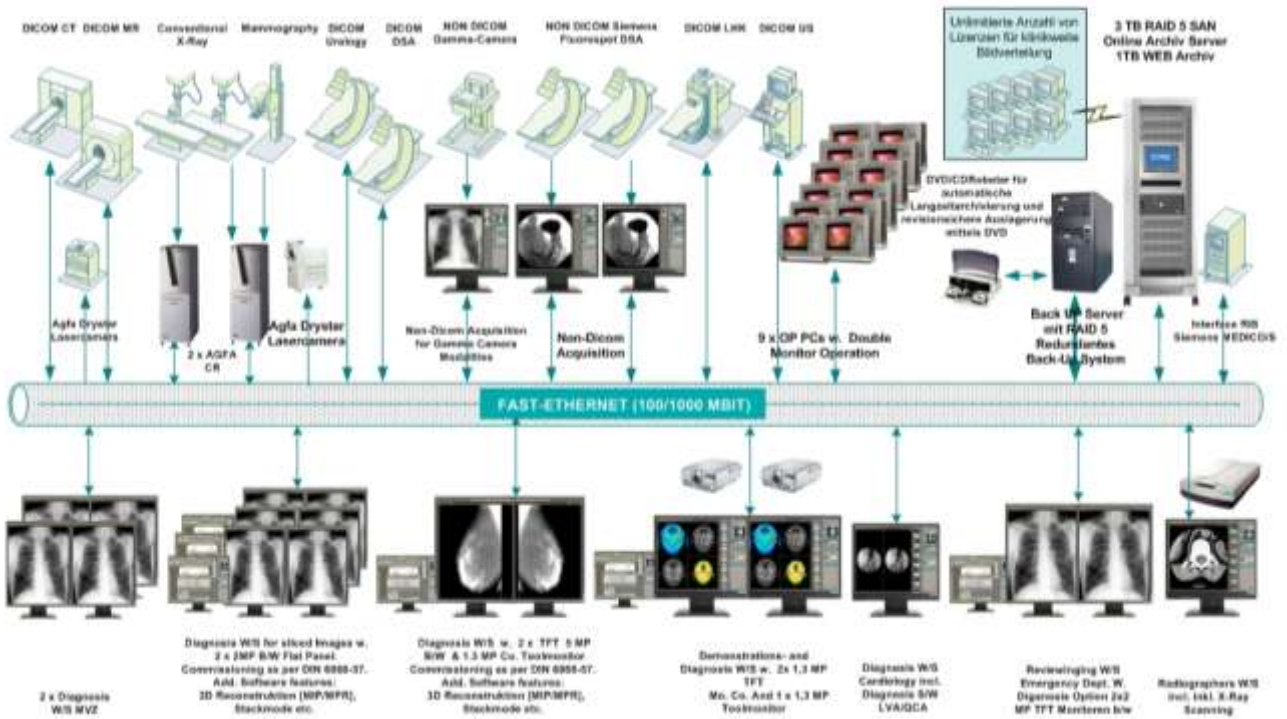 DICOM CT DICOM MR
Conventional
X-Ray
Mammography
DICOM
Urology
DICOM
DSA
NON DICOM
Gamma-Camera
NON DICOM Siemens
Fluorospot DSA
DICOM LHK
DICOM US
Unlimitierte Anzahl von
Lizenzen für klinikweite
Bildverteilung
3 TB RAID 5 SAN
Online Archiv Server
1TB WEB Archiv
DVD/CDRoboter für
automatische
Langzeitarchivierung und
revisionsichere Auslagerung
mittels DVD
Agfa Drystar
Lasercamera
2 x AGFA
CR
Agfa Drystar
Lasercamera
Non-Dicom Acquisition
for Gamma Camera
Modalities
Non-Dicom
Acquisition
9 x OP PCs w. Double
Monitor Operation
Back UP Server
mit RAID 5
Redundantes
Back-Up System
Interface RIS
Siemens MEDICO/S
FAST-ETHERNET (100/1000 MBIT)
2 x Diagnosis
W/S MVZ
Diagnosis W/S for sliced Images w.
2 x 2MP B/W Flat Panel.
Commissioning as per DIN 6868-57.
Add. Software features:
3D Reconstruktion (MIP/MPR),
Stackmode etc.
Diagnosis W/S w. 2 x TFT 5 MP
B/W & 1.3 MP Co. Toolmonitor
Commissioning as per DIN 6868-57.
Add. Software features:
3D Reconstruktion (MIP/MPR),
Stackmode etc.
Demonstrations- and
Diagnosis W/S w. 2x 1,3 MP
TFT
Mo. Co. And 1 x 1,3 MP
Toolmonitor
Diagnosis W/S
Cardiology incl.
Diagnosis S/W
LVA/QCA
Reviewinging W/S
Emergency Dept. W.
Diganosis Option 2x2
MP TFT Monitoren b/w
Radiographers W/S
incl. Inkl. X-Ray
Scanning